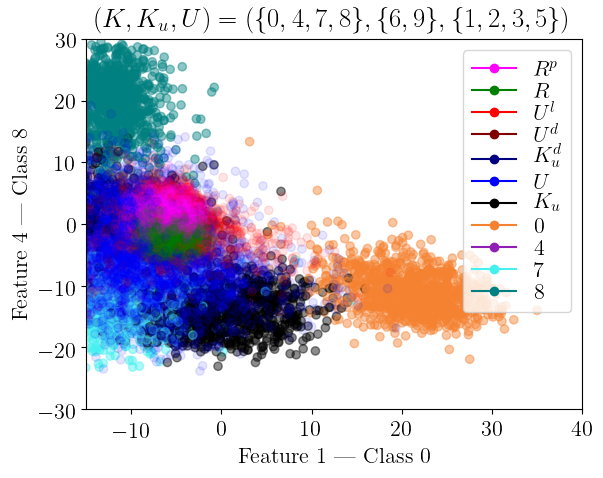 (K, K_u, U) = ({0, 4, 7, 8}, {6, 9}, {1, 2, 3, 5})
30
20
10
0
−10
−20
−30
Feature 4 — Class 8
R^p
R
U^l
U^d
K_u^d
U
K_u
0
4
7
8
−10
0
10
20
30
40
Feature 1 — Class 0